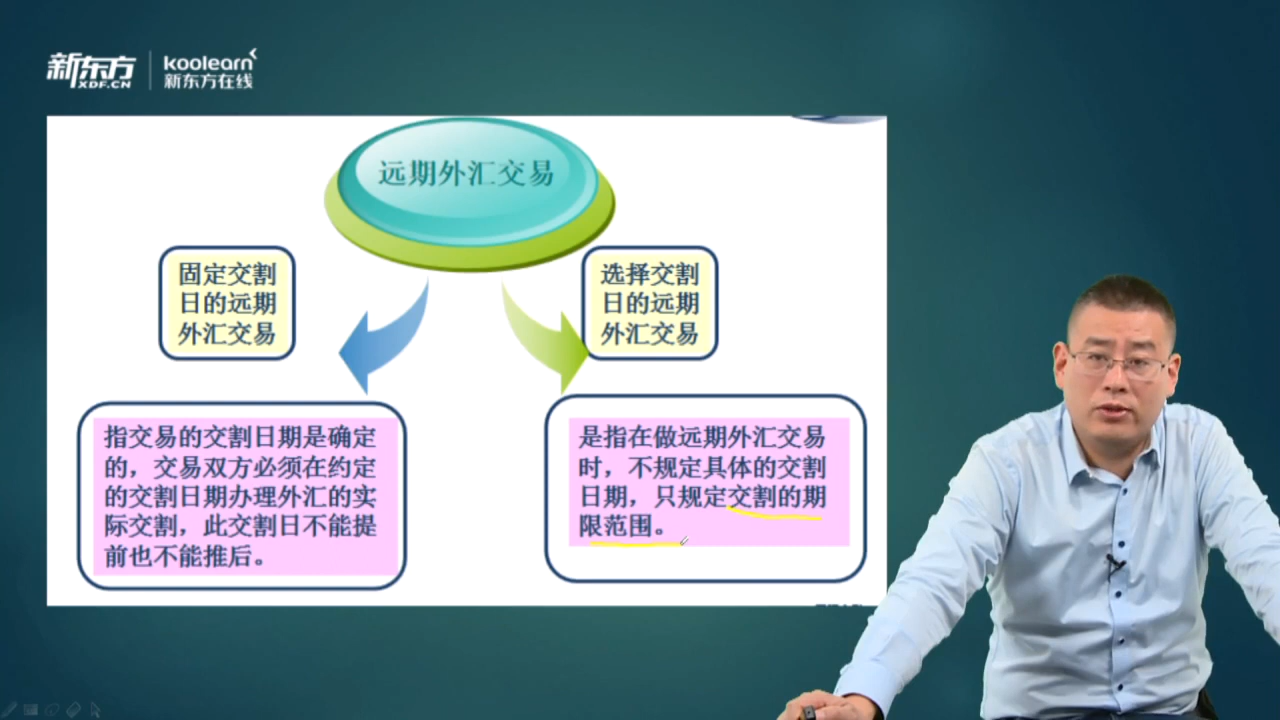 新东方
XDF.CN
koolearn
新东方在线
远期外汇交易
固定交割
日的远期
外汇交易
选择交割
日的远期
外汇交易
指交易的交割日期是确定
的，交易双方必须在约定
的交割日期办理外汇的实
际交割，此交割日不能提
前也不能推后。
是指在做远期外汇交易
时，不规定具体的交割
日期，只规定交割的期
限范围。